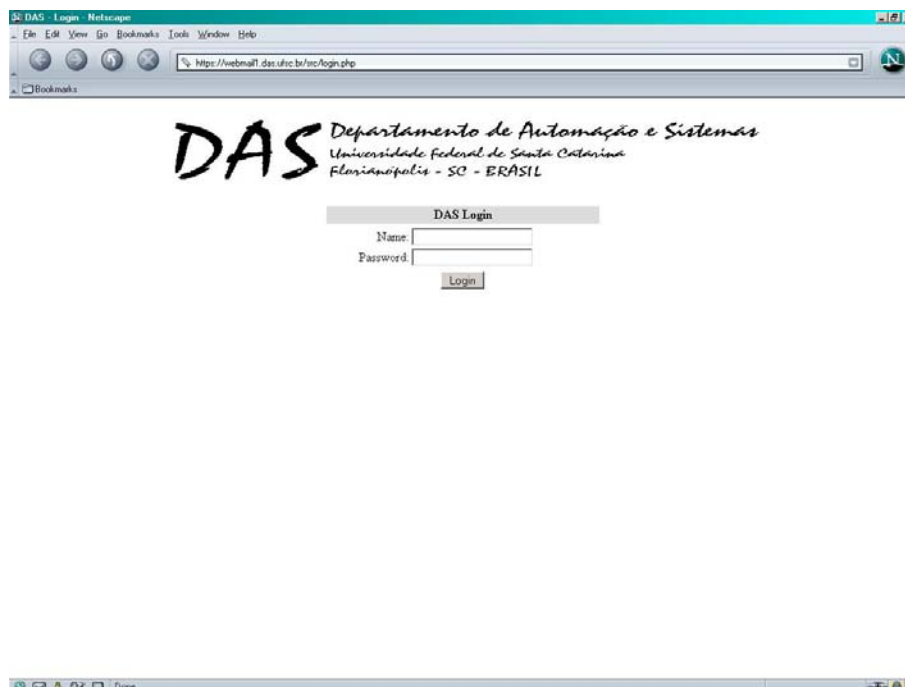 DAS - Login - Netscape
File Edit View Go Bookmarks Tools Window Help
https://webmail1.das.ufsc.br/src/login.php
N
Bookmarks
DAS
Departamento de Automação e Sistemas
Universidade Federal de Santa Catarina
Florianópolis - SC - BRASIL
DAS Login
Name:
Password:
Login
Done